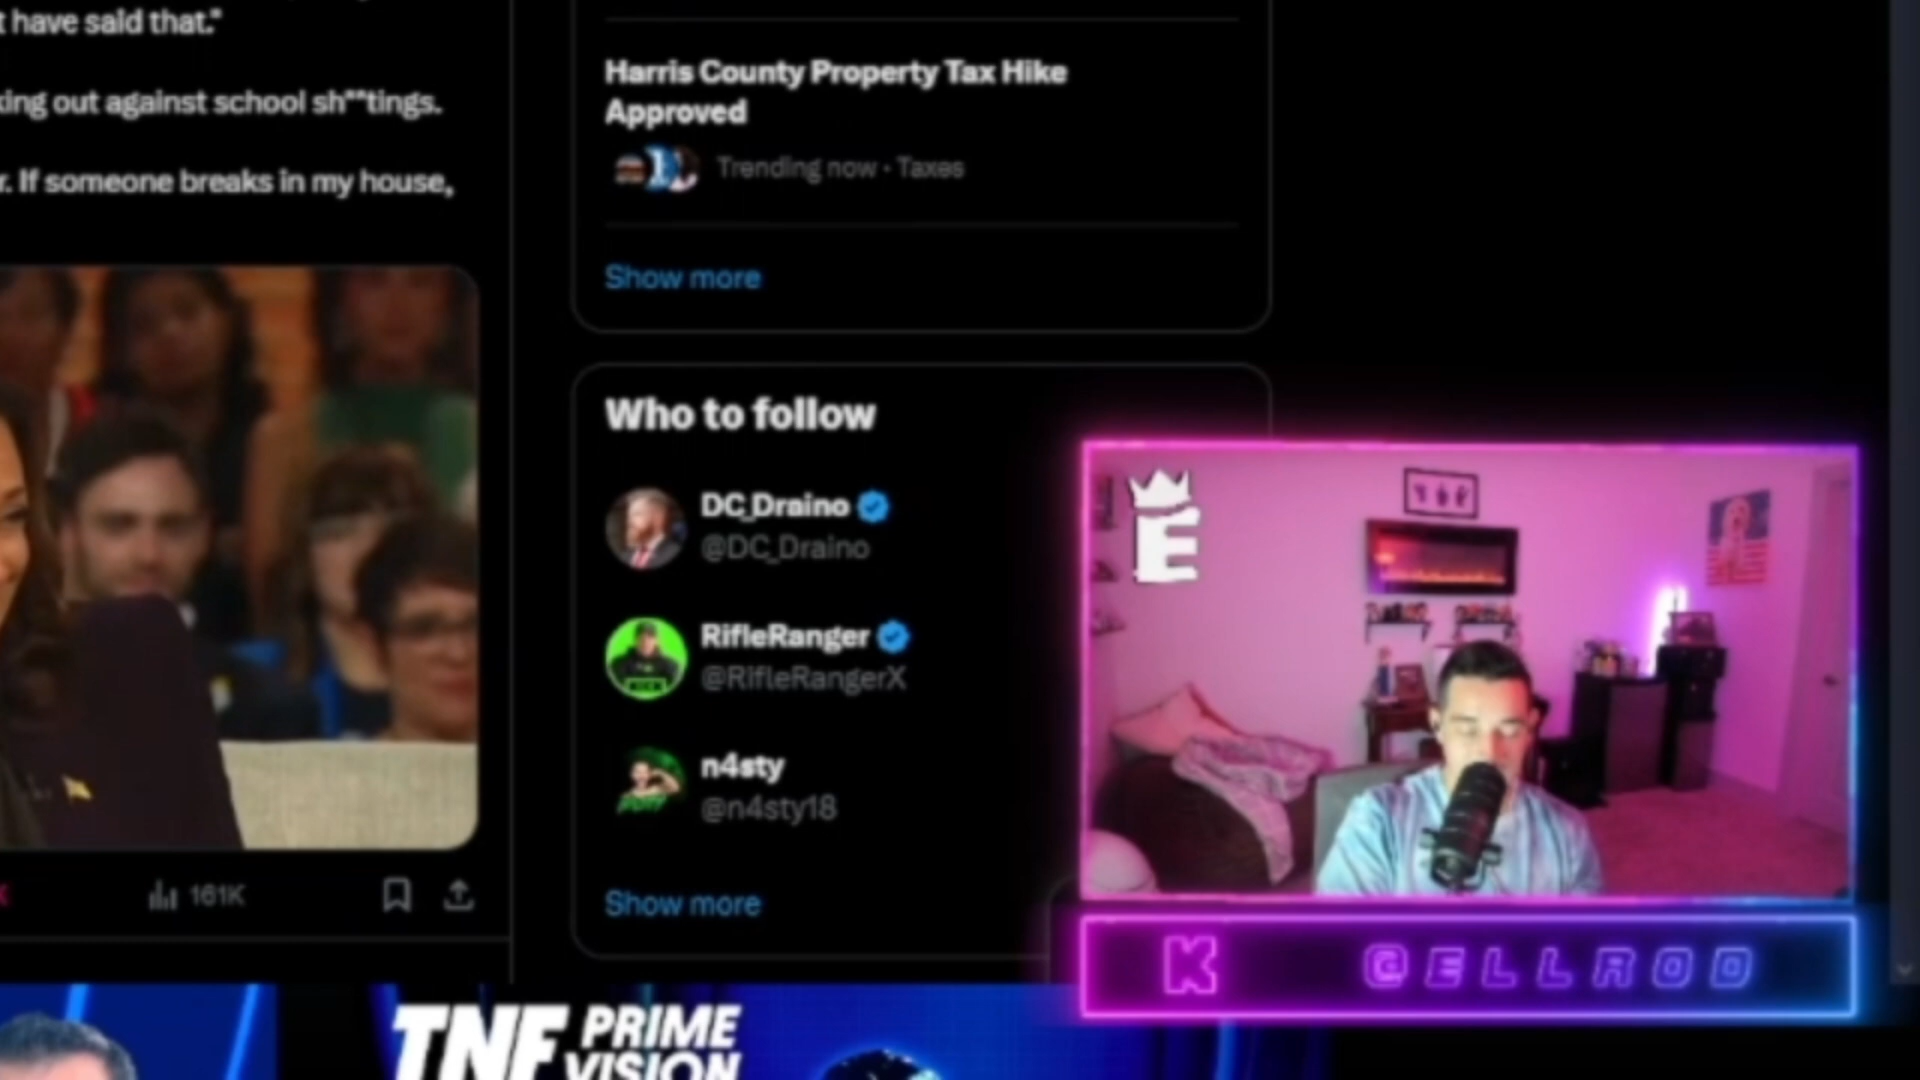 t have said that."
king out against school sh**tings.
r. If someone breaks in my house,
161K
Harris County Property Tax Hike
Approved
Trending now · Taxes
Show more
Who to follow
DC_Draino
@DC_Draino
RifleRanger
@RifleRangerX
n4sty
@n4sty18
Show more
E
K @ELLROD
TNF PRIME
VISION